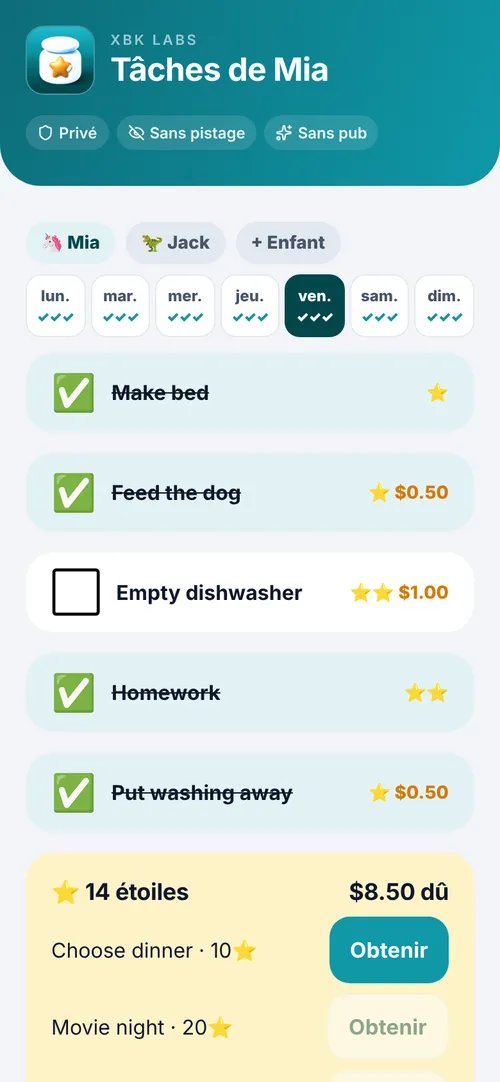 XBK LABS
Tâches de Mia
Privé
Sans pistage
Sans pub
Mia
Jack
+ Enfant
lun.
mar.
mer.
jeu.
ven.
sam.
dim.
Make bed
Feed the dog
$0.50
Empty dishwasher
$1.00
Homework
Put washing away
$0.50
14 étoiles
$8.50 dû
Choose dinner · 10
Obtenir
Movie night · 20
Obtenir